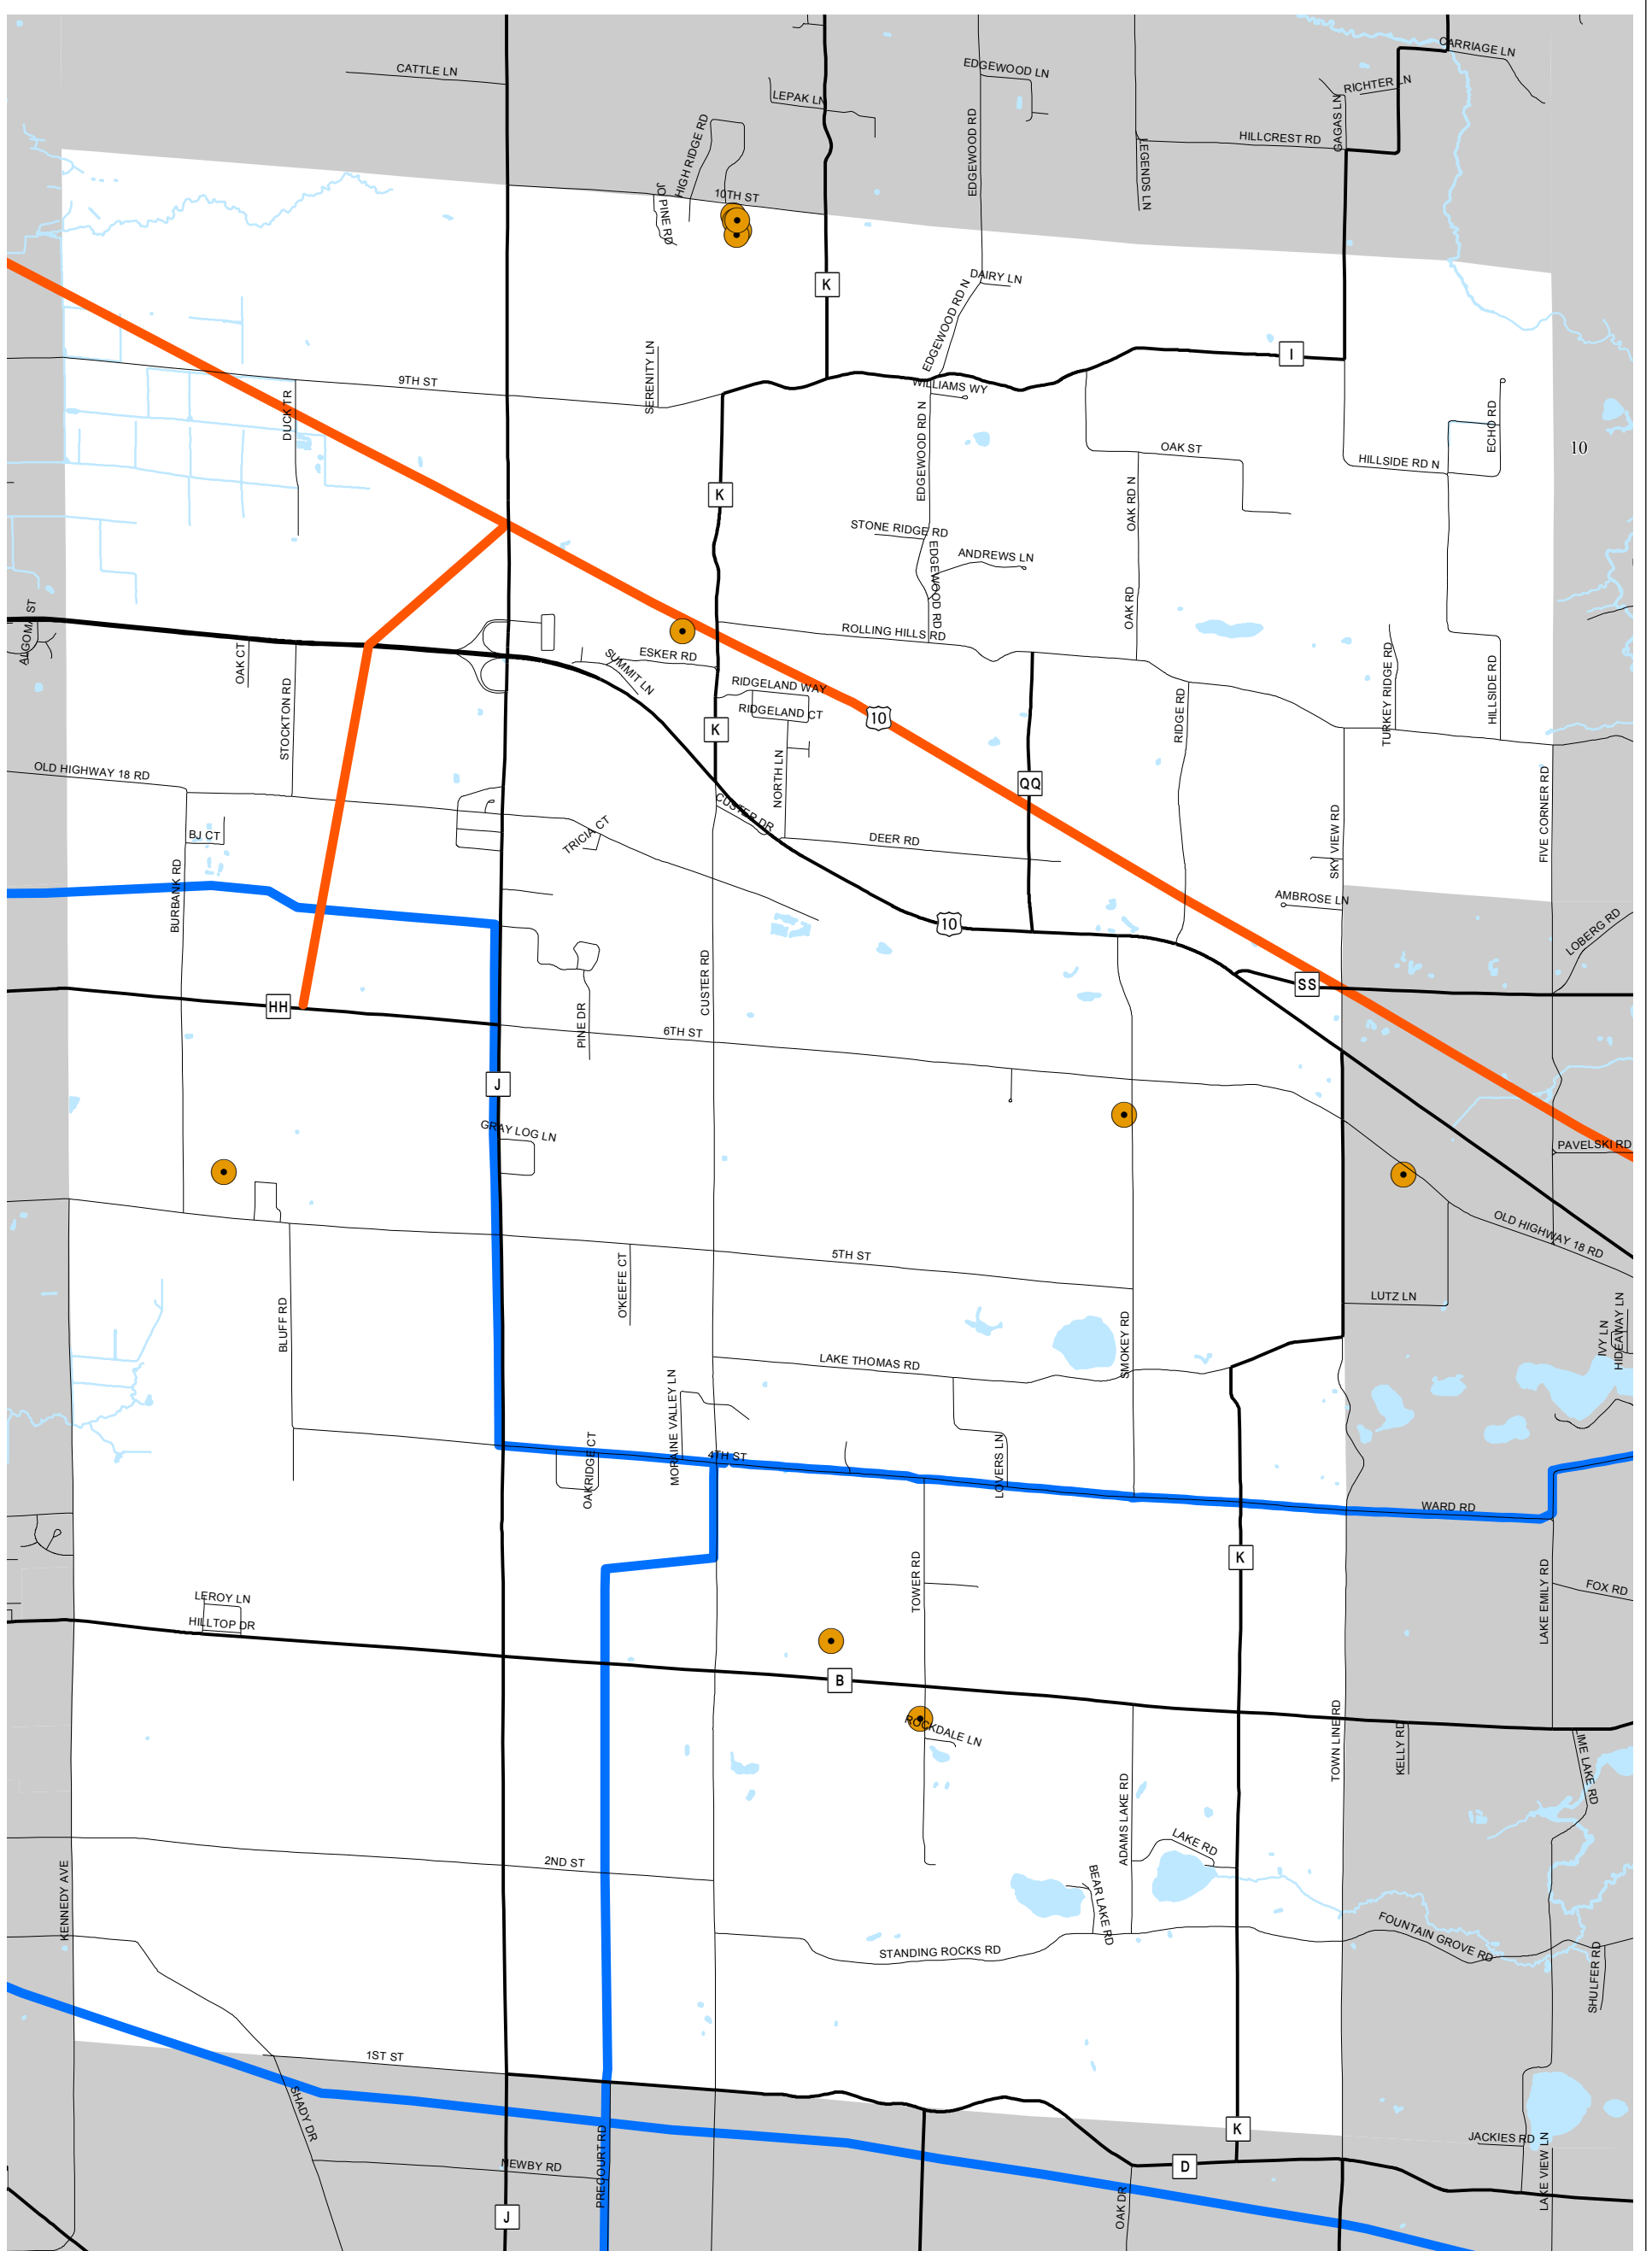 CARRIAGE LN
EDGEWOOD LN
CATTLE LN
RICHTER LN
LEPAK LN
GAGAS LN
HIGH RIDGE RD
EDGEWOOD RD
HILLCREST RD
LEGENDS LN
JO PINE RD
10TH ST
DAIRY LN
K
EDGEWOOD RD N
I
SERENITY LN
9TH ST
WILLIAMS WY
DUCK TR
EDGEWOOD RD N
ECHO RD
OAK ST
10
HILLSIDE RD N
K
OAK RD N
STONE RIDGE RD
ANDREWS LN
EDGEWOOD RD
OAK RD
ALGOMA ST
ROLLING HILLS RD
OAK CT
ESKER RD
SUMMIT LN
TURKEY RIDGE RD
HILLSIDE RD
RIDGELAND WAY
STOCKTON RD
RIDGELAND CT
10
RIDGE RD
K
OLD HIGHWAY 18 RD
NORTH LN
QQ
FIVE CORNER RD
CUSTER DR
SKYVIEW RD
BJ CT
TRICIA CT
DEER RD
BURBANK RD
AMBROSE LN
10
LOBERG RD
CUSTER RD
SS
HH
PINE DR
6TH ST
J
GRAY LOG LN
PAVELSKI RD
OLD HIGHWAY 18 RD
5TH ST
O'KEEFE CT
BLUFF RD
LUTZ LN
SMOKEY RD
IVY LN
HIDEAWAY LN
LAKE THOMAS RD
MORAINE VALLEY LN
OAKRIDGE CT
4TH ST
LOVERS LN
WARD RD
TOWER RD
K
LAKE EMILY RD
FOX RD
LEROY LN
HILLTOP DR
B
ROCKDALE LN
TOWN LINE RD
KELLY RD
LIME LAKE RD
ADAMS LAKE RD
LAKE RD
2ND ST
KENNEDY AVE
BEAR LAKE RD
STANDING ROCKS RD
FOUNTAIN GROVE RD
SHULFER RD
1ST ST
SHADY DR
K
JACKIES RD
PRECOURT RD
NEWBY RD
D
LAKE VIEW LN
OAK DR
J